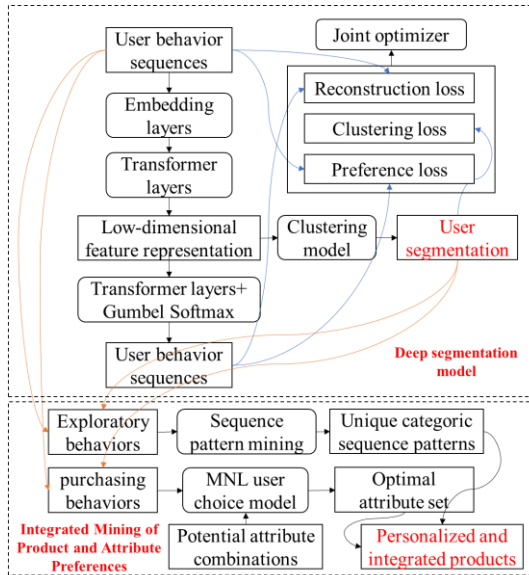 User behavior
sequences
Joint optimizer
Reconstruction loss
Clustering loss
Preference loss
Embedding
layers
Transformer
layers
Low-dimensional
feature representation
Clustering
model
User
segmentation
Transformer layers+
Gumbel Softmax
User behavior
sequences
Deep segmentation
model
Exploratory
behaviors
Sequence
pattern mining
Unique categoric
sequence patterns
purchasing
behaviors
MNL user
choice model
Optimal
attribute set
Integrated Mining of
Product and Attribute
Preferences
Potential attribute
combinations
Personalized and
integrated products